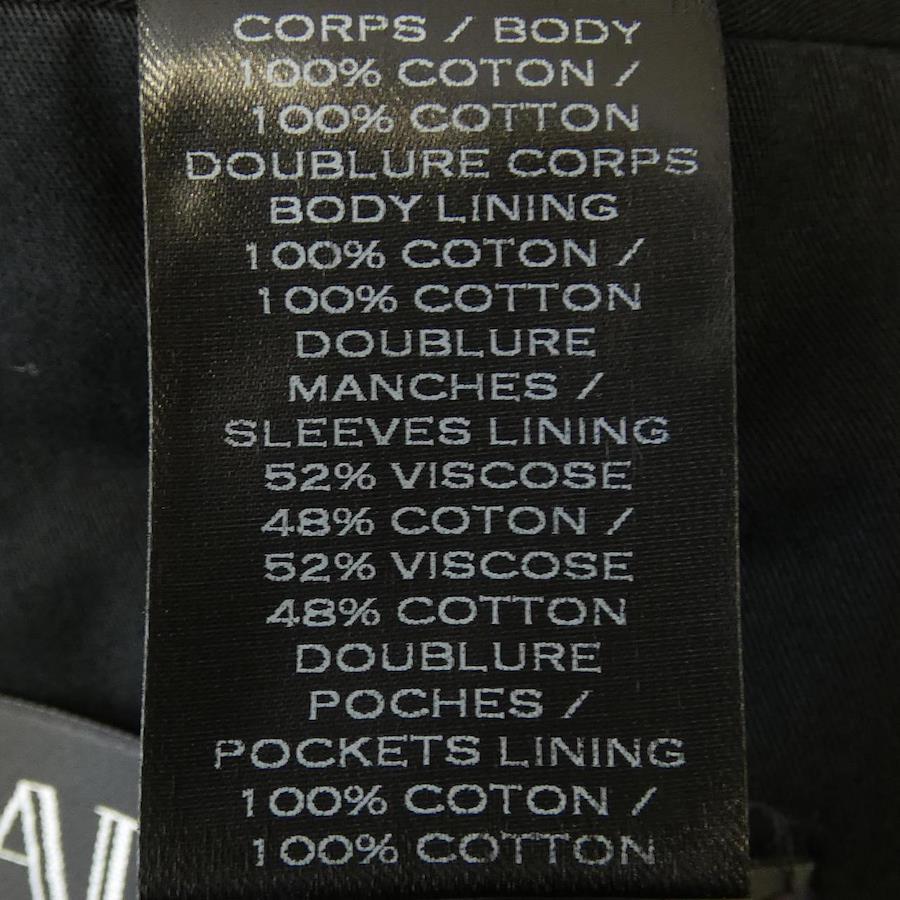 CORPS / BODY
100% COTON /
100% COTTON
DOUBLURE CORPS
BODY LINING
100% COTON /
100% COTTON
DOUBLURE
MANCHES /
SLEEVES LINING
52% VISCOSE
48% COTON /
52% VISCOSE
48% COTTON
DOUBLURE
POCHES /
POCKETS LINING
100% COTON /
100% COTTON